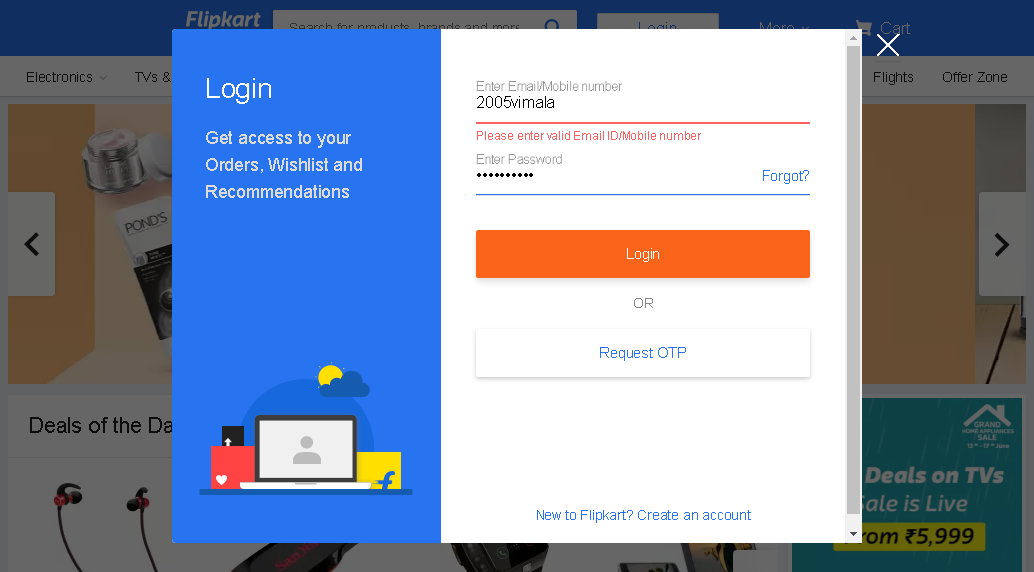 Flipkart
Search for products, brands and more
Login
More
Cart
Electronics
TVs &
Flights
Offer Zone
Login
Get access to your
Orders, Wishlist and
Recommendations
Enter Email/Mobile number
2005vimala
Please enter valid Email ID/Mobile number
Enter Password
••••••••••
Forgot?
Login
OR
Request OTP
New to Flipkart? Create an account
POND'S
Deals of the Da
GRAND
HOME APPLIANCES
SALE
Deals on TVs
Sale is Live
From ₹5,999